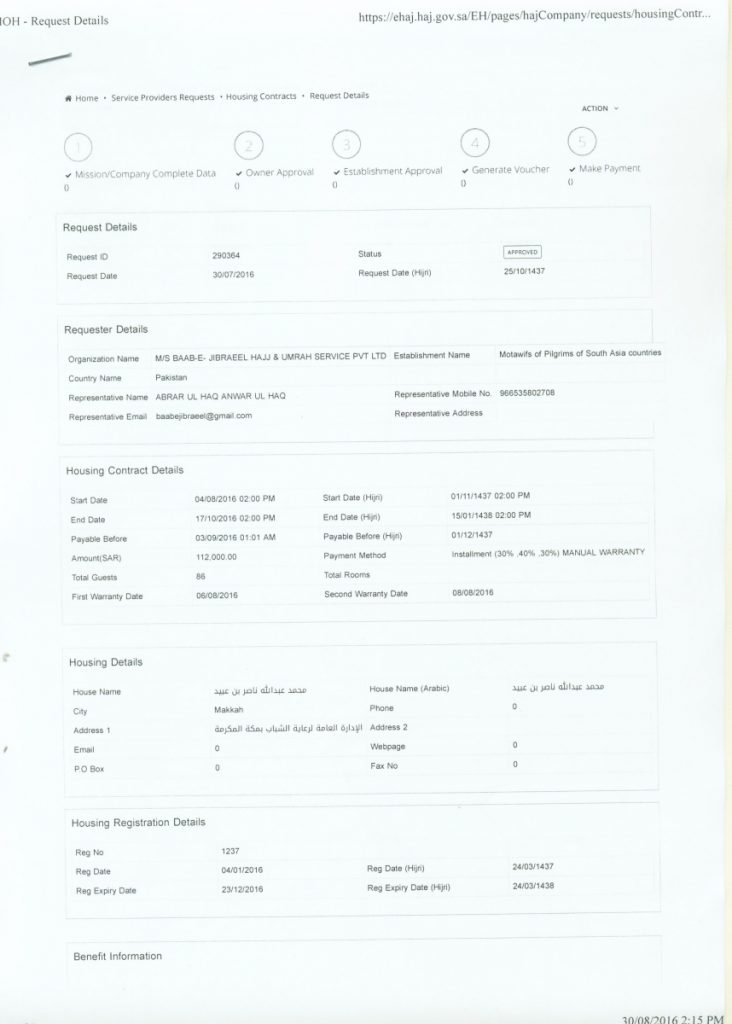 IOH - Request Details
https://ehaj.haj.gov.sa/EH/pages/hajCompany/requests/housingContr...
Home • Service Providers Requests • Housing Contracts • Request Details
ACTION
1 2 3 4 5
✔ Mission/Company Complete Data ✔ Owner Approval ✔ Establishment Approval ✔ Generate Voucher ✔ Make Payment
() () () () ()
Request Details
Request ID 290364 Status APPROVED
Request Date 30/07/2016 Request Date (Hijri) 25/10/1437
Requester Details
Organization Name M/S BAAB-E- JIBRAEEL HAJJ & UMRAH SERVICE PVT LTD Establishment Name Motawifs of Pilgrims of South Asia countries
Country Name Pakistan
Representative Name ABRAR UL HAQ ANWAR UL HAQ Representative Mobile No. 966535802708
Representative Email baabejibraeel@gmail.com Representative Address
Housing Contract Details
Start Date 04/08/2016 02:00 PM Start Date (Hijri) 01/11/1437 02:00 PM
End Date 17/10/2016 02:00 PM End Date (Hijri) 15/01/1438 02:00 PM
Payable Before 03/09/2016 01:01 AM Payable Before (Hijri) 01/12/1437
Amount(SAR) 112,000.00 Payment Method Installment (30% ,40% ,30%) MANUAL WARRANTY
Total Guests 86 Total Rooms
First Warranty Date 06/08/2016 Second Warranty Date 08/08/2016
Housing Details
House Name محمد عبدالله ناصر بن عبيد House Name (Arabic) محمد عبدالله ناصر بن عبيد
City Makkah Phone 0
Address 1 الإدارة العامة لرعاية الشباب بمكة المكرمة Address 2
Email 0 Webpage 0
P.O Box 0 Fax No 0
Housing Registration Details
Reg No 1237
Reg Date 04/01/2016 Reg Date (Hijri) 24/03/1437
Reg Expiry Date 23/12/2016 Reg Expiry Date (Hijri) 24/03/1438
Benefit Information
30/08/2016 2:15 PM